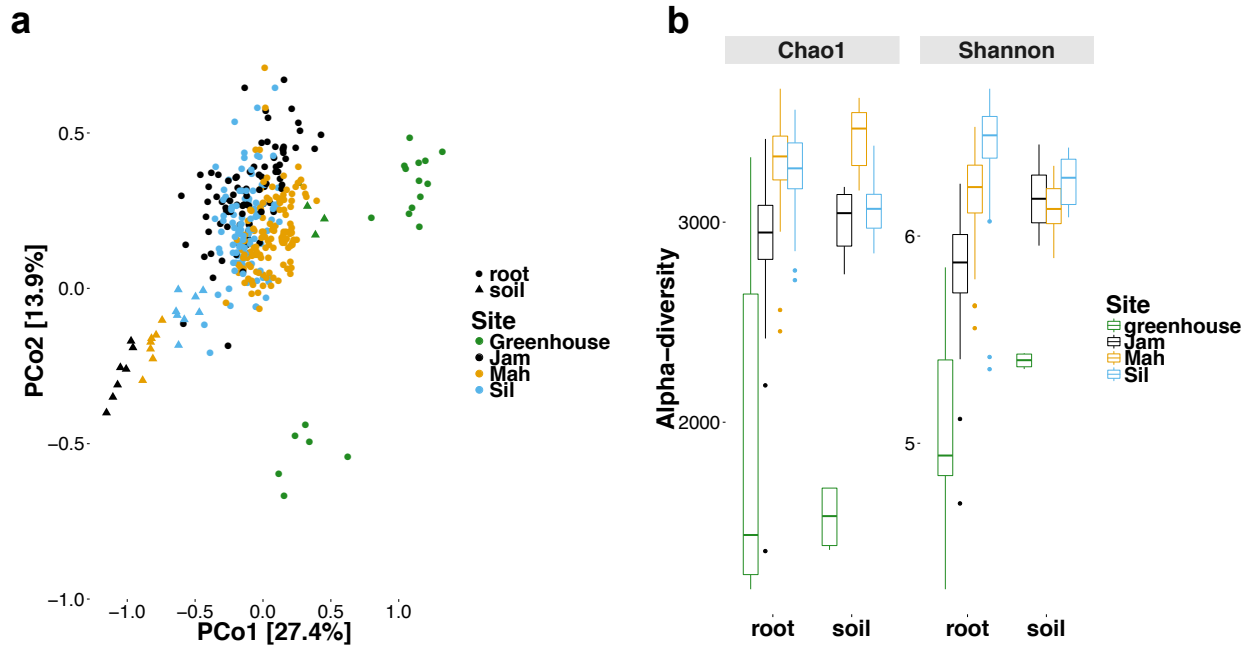 a
PCo2 [13.9%]
0.5
0.0
−0.5
−1.0
−1.0
−0.5
0.0
0.5
1.0
PCo1 [27.4%]
root
soil
Site
Greenhouse
Jam
Mah
Sil
b
Chao1
Shannon
Alpha−diversity
3000
2000
6
5
root
soil
root
soil
Site
greenhouse
Jam
Mah
Sil